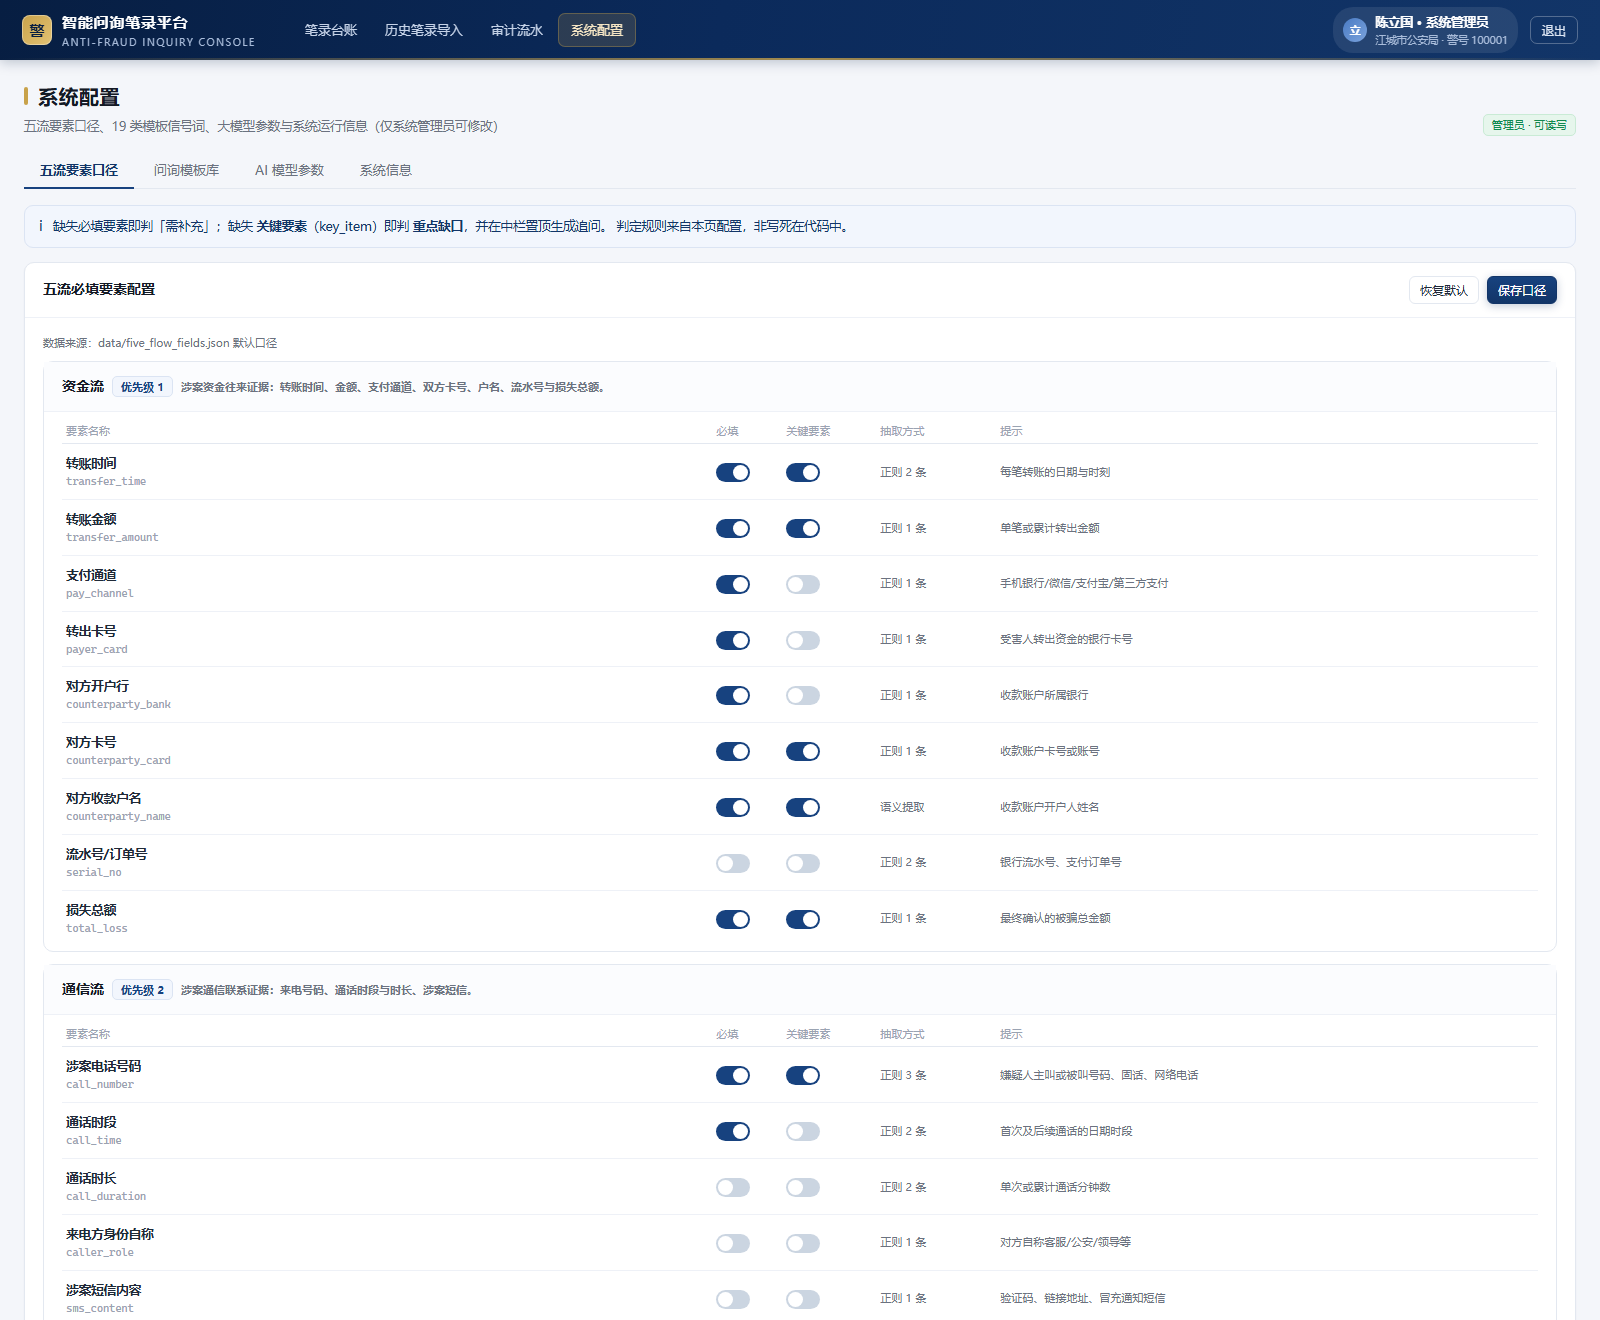 警
智能问询笔录平台
ANTI-FRAUD INQUIRY CONSOLE
笔录台账
历史笔录导入
审计流水
系统配置
立
陈立国 • 系统管理员
江城市公安局 · 警号 100001
退出
系统配置
五流要素口径、19 类模板信号词、大模型参数与系统运行信息（仅系统管理员可修改）
管理员 · 可读写
五流要素口径
问询模板库
AI 模型参数
系统信息
i 缺失必填要素即判「需补充」；缺失 关键要素（key_item）即判 重点缺口，并在中栏置顶生成追问。 判定规则来自本页配置，非写死在代码中。
五流必填要素配置
恢复默认
保存口径
数据来源：data/five_flow_fields.json 默认口径
资金流 优先级 1 涉案资金往来证据：转账时间、金额、支付通道、双方卡号、户名、流水号与损失总额。
要素名称 必填 关键要素 抽取方式 提示
转账时间
transfer_time
正则 2 条 每笔转账的日期与时刻
转账金额
transfer_amount
正则 1 条 单笔或累计转出金额
支付通道
pay_channel
正则 1 条 手机银行/微信/支付宝/第三方支付
转出卡号
payer_card
正则 1 条 受害人转出资金的银行卡号
对方开户行
counterparty_bank
正则 1 条 收款账户所属银行
对方卡号
counterparty_card
正则 1 条 收款账户卡号或账号
对方收款户名
counterparty_name
语义提取 收款账户开户人姓名
流水号/订单号
serial_no
正则 2 条 银行流水号、支付订单号
损失总额
total_loss
正则 1 条 最终确认的被骗总金额
通信流 优先级 2 涉案通信联系证据：来电号码、通话时段与时长、涉案短信。
要素名称 必填 关键要素 抽取方式 提示
涉案电话号码
call_number
正则 3 条 嫌疑人主叫或被叫号码、固话、网络电话
通话时段
call_time
正则 2 条 首次及后续通话的日期时段
通话时长
call_duration
正则 2 条 单次或累计通话分钟数
来电方身份自称
caller_role
正则 1 条 对方自称客服/公安/领导等
涉案短信内容
sms_content
正则 1 条 验证码、链接地址、冒充通知短信